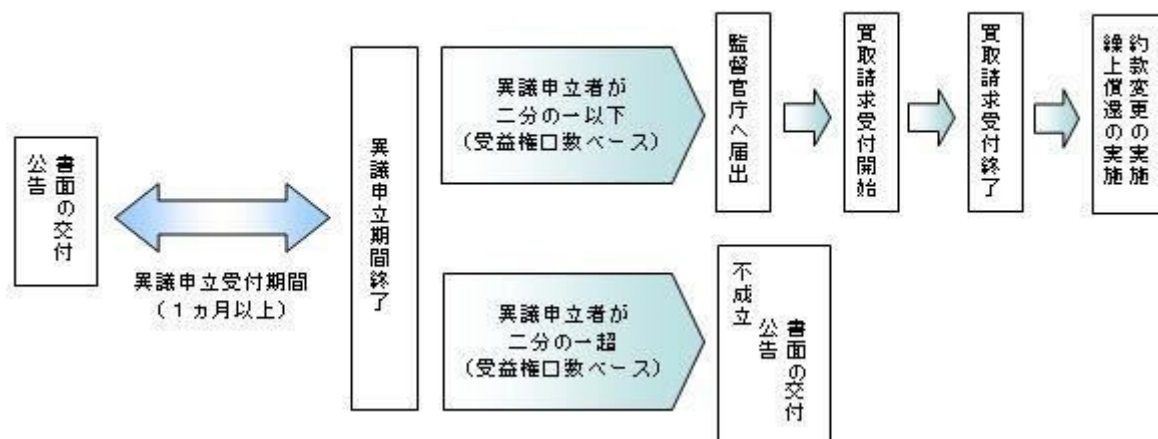 書面の交付
公告
異議申立受付期間
（１ヵ月以上）
異議申立期間終了
異議申立者が
二分の一以下
（受益権口数ベース）
監督官庁へ届出
買取請求受付開始
買取請求受付終了
約款変更の実施
繰上償還の実施
異議申立者が
二分の一超
（受益権口数ベース）
不成立
書面の交付
公告